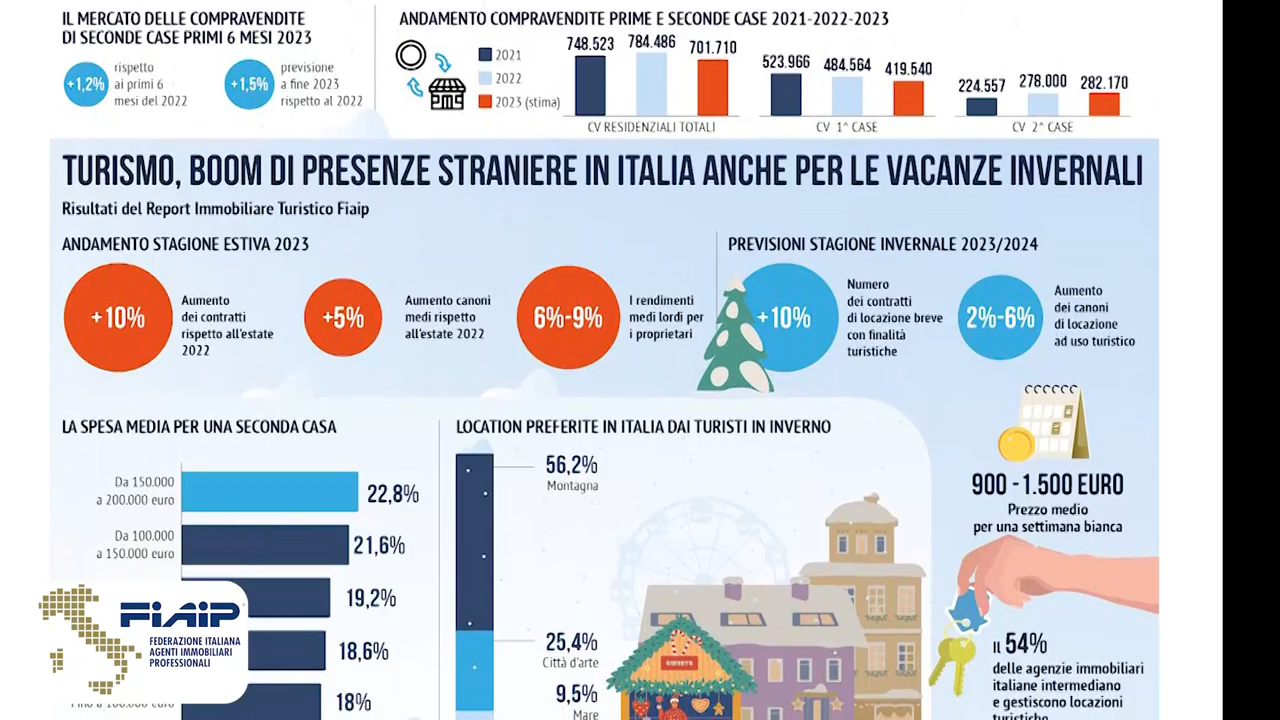 IL MERCATO DELLE COMPRAVENDITE
DI SECONDE CASE PRIMI 6 MESI 2023
+1,2%
rispetto
ai primi 6
mesi del 2022
+1,5%
previsione
a fine 2023
rispetto al 2022
ANDAMENTO COMPRAVENDITE PRIME E SECONDE CASE 2021-2022-2023
2021
2022
2023 (stima)
748.523
784.486
701.710
CV RESIDENZIALI TOTALI
523.966
484.564
419.540
CV 1^ CASE
224.557
278.000
282.170
CV 2^ CASE
TURISMO, BOOM DI PRESENZE STRANIERE IN ITALIA ANCHE PER LE VACANZE INVERNALI
Risultati del Report Immobiliare Turistico Fiaip
ANDAMENTO STAGIONE ESTIVA 2023
+10%
Aumento
dei contratti
rispetto all'estate
2022
+5%
Aumento canoni
medi rispetto
all'estate 2022
6%-9%
I rendimenti
medi lordi per
i proprietari
PREVISIONI STAGIONE INVERNALE 2023/2024
+10%
Numero
dei contratti
di locazione breve
con finalità
turistiche
2%-6%
Aumento
dei canoni
di locazione
ad uso turistico
LA SPESA MEDIA PER UNA SECONDA CASA
Da 150.000
a 200.000 euro
22,8%
Da 100.000
a 150.000 euro
21,6%
19,2%
18,6%
18%
FIAIP
FEDERAZIONE ITALIANA
AGENTI IMMOBILIARI
PROFESSIONALI
LOCATION PREFERITE IN ITALIA DAI TURISTI IN INVERNO
56,2%
Montagna
25,4%
Città d'arte
9,5%
Mare
SWEETS
900 -1.500 EURO
Prezzo medio
per una settimana bianca
Il 54%
delle agenzie immobiliari
italiane intermediano
e gestiscono locazioni
turistiche